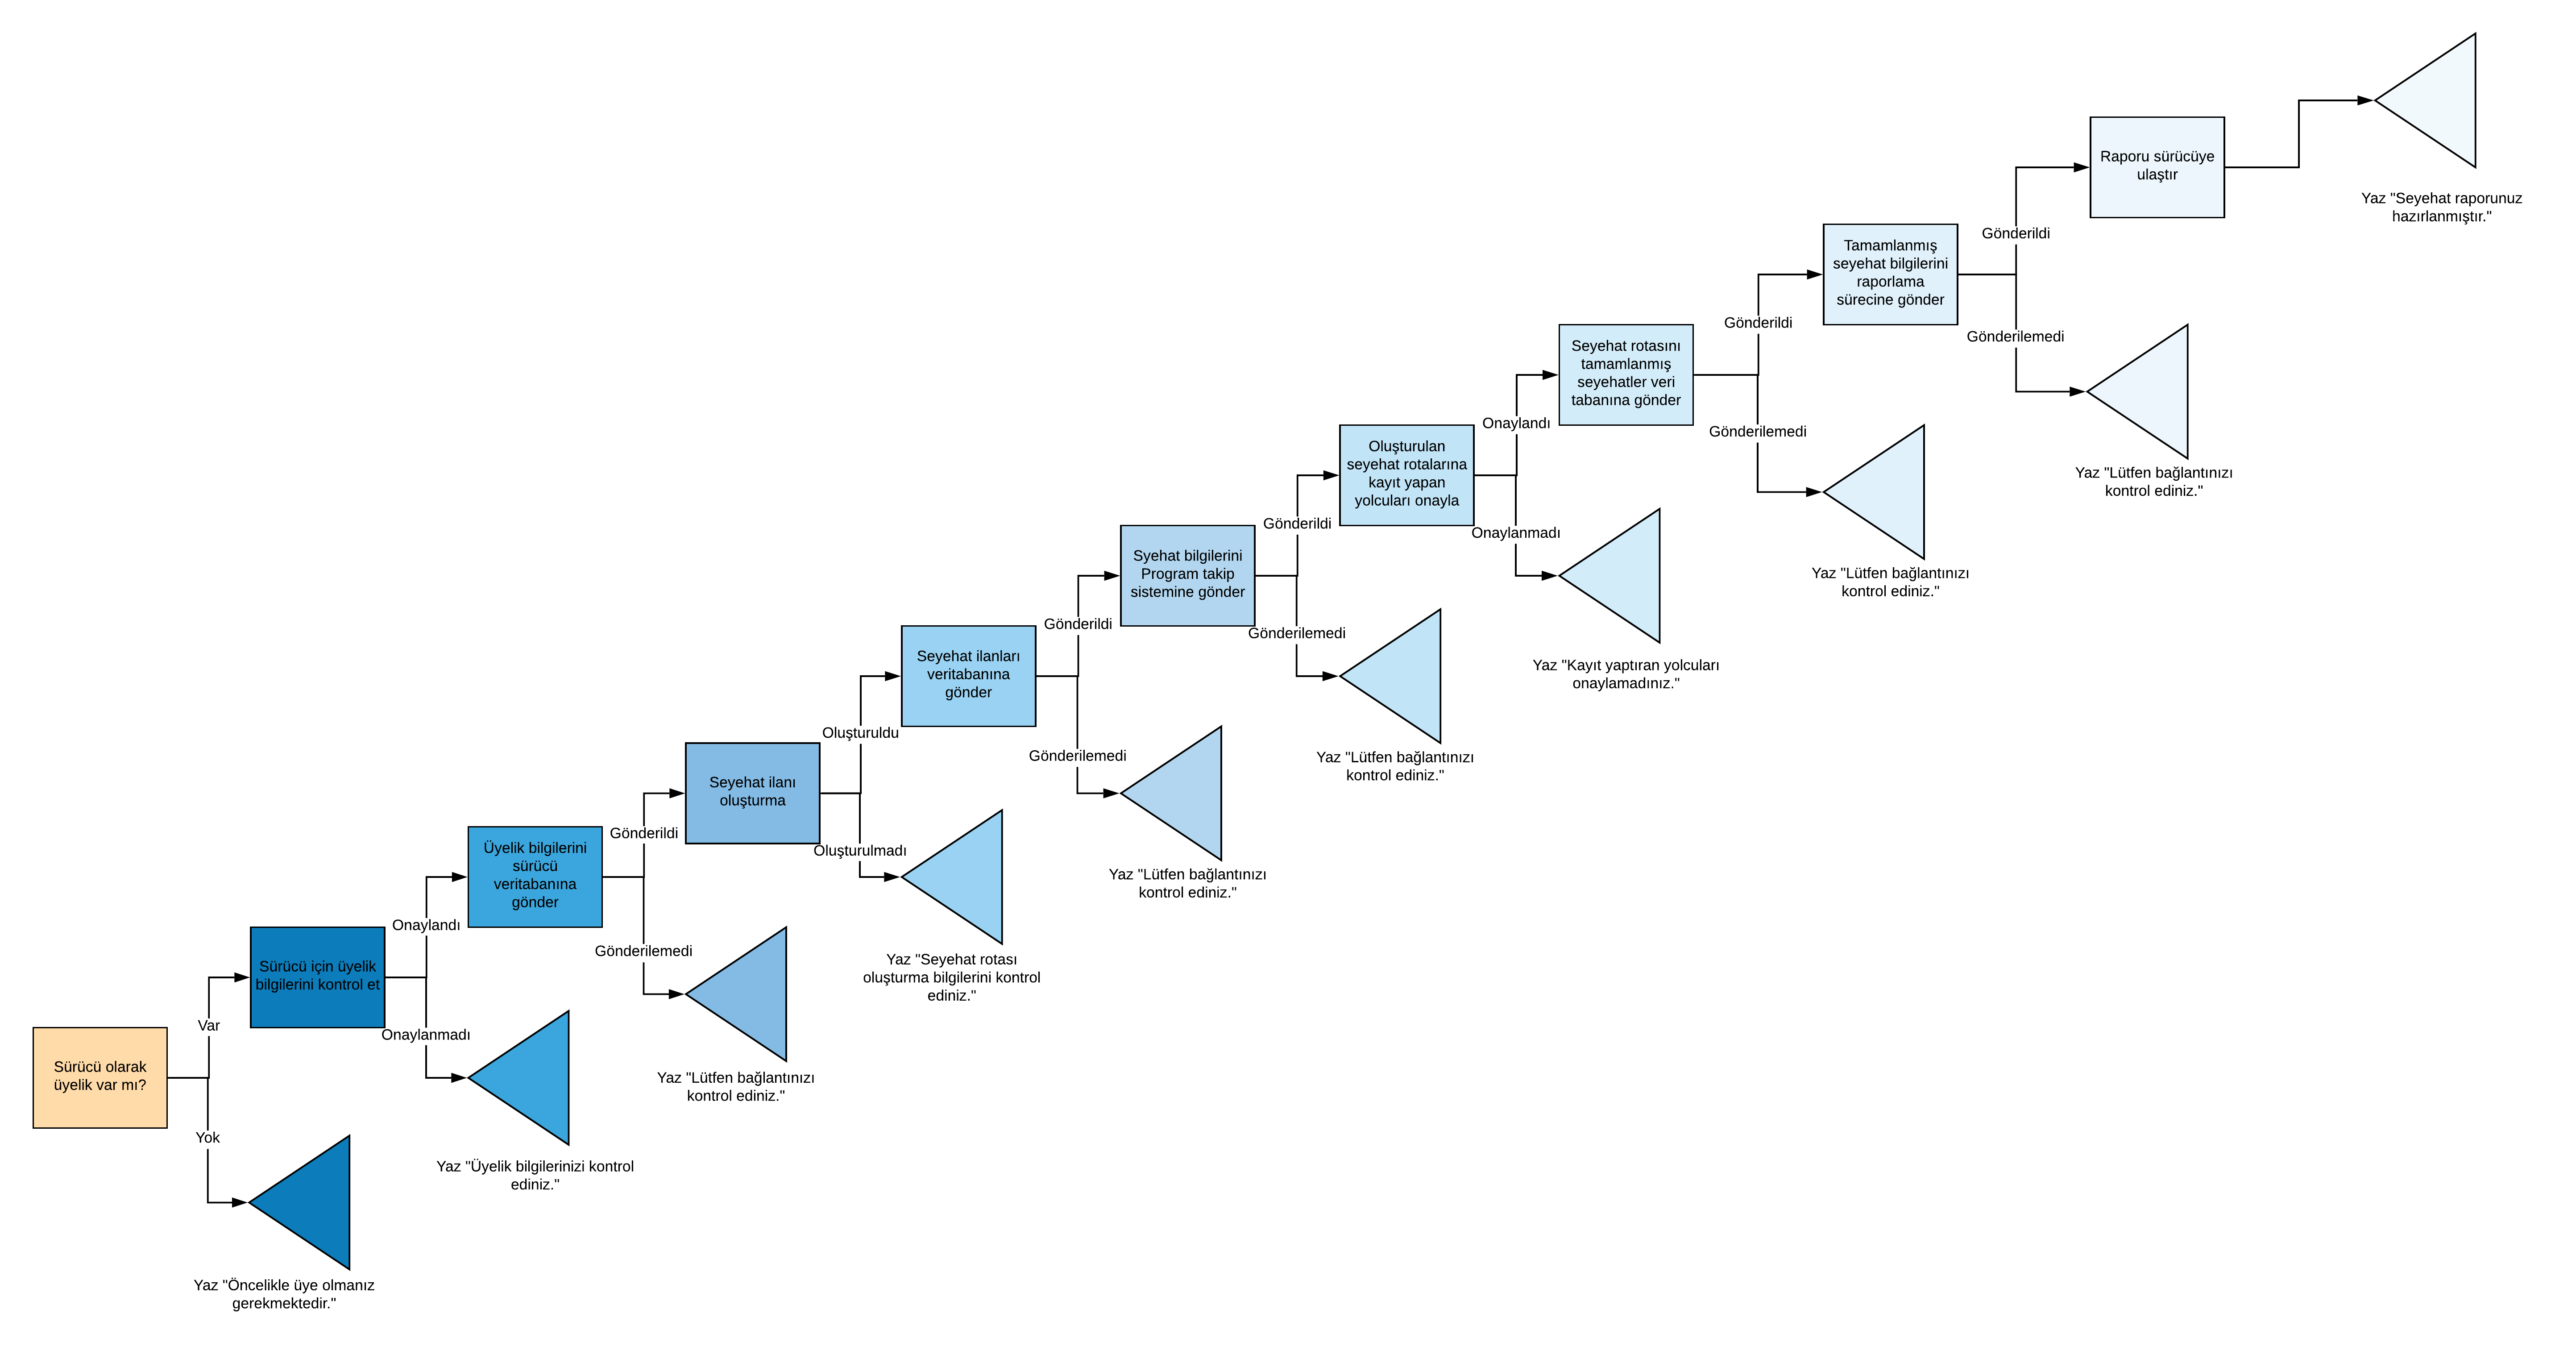 Sürücü olarak
üyelik var mı?
Var
Yok
Yaz "Öncelikle üye olmanız
gerekmektedir."
Sürücü için üyelik
bilgilerini kontrol et
Onaylandı
Onaylanmadı
Yaz "Üyelik bilgilerinizi kontrol
ediniz."
Üyelik bilgilerini
sürücü
veritabanına
gönder
Gönderildi
Gönderilemedi
Yaz "Lütfen bağlantınızı
kontrol ediniz."
Seyehat ilanı
oluşturma
Oluşturuldu
Oluşturulmadı
Yaz "Seyehat rotası
oluşturma bilgilerini kontrol
ediniz."
Seyehat ilanları
veritabanına
gönder
Gönderildi
Gönderilemedi
Yaz "Lütfen bağlantınızı
kontrol ediniz."
Syehat bilgilerini
Program takip
sistemine gönder
Gönderildi
Gönderilemedi
Yaz "Lütfen bağlantınızı
kontrol ediniz."
Oluşturulan
seyehat rotalarına
kayıt yapan
yolcuları onayla
Onaylandı
Onaylanmadı
Yaz "Kayıt yaptıran yolcuları
onaylamadınız."
Seyehat rotasını
tamamlanmış
seyehatler veri
tabanına gönder
Gönderildi
Gönderilemedi
Yaz "Lütfen bağlantınızı
kontrol ediniz."
Tamamlanmış
seyehat bilgilerini
raporlama
sürecine gönder
Gönderildi
Gönderilemedi
Yaz "Lütfen bağlantınızı
kontrol ediniz."
Raporu sürücüye
ulaştır
Yaz "Seyehat raporunuz
hazırlanmıştır."